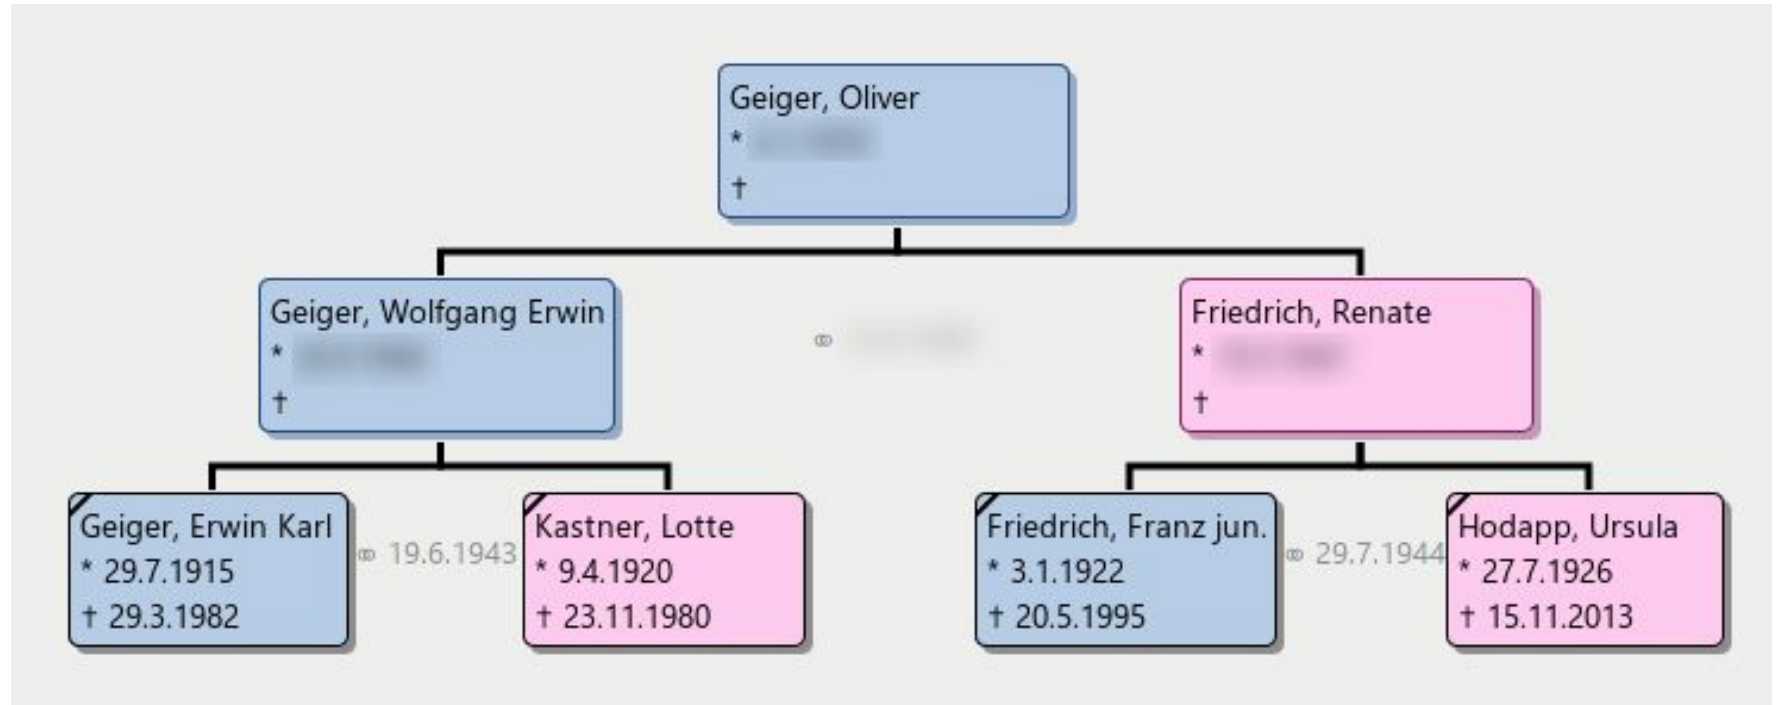 Geiger, Oliver
*
†
Geiger, Wolfgang Erwin
*
†
⚭
Friedrich, Renate
*
†
Geiger, Erwin Karl
* 29.7.1915
† 29.3.1982
⚭ 19.6.1943
Kastner, Lotte
* 9.4.1920
† 23.11.1980
Friedrich, Franz jun.
* 3.1.1922
† 20.5.1995
⚭ 29.7.1944
Hodapp, Ursula
* 27.7.1926
† 15.11.2013